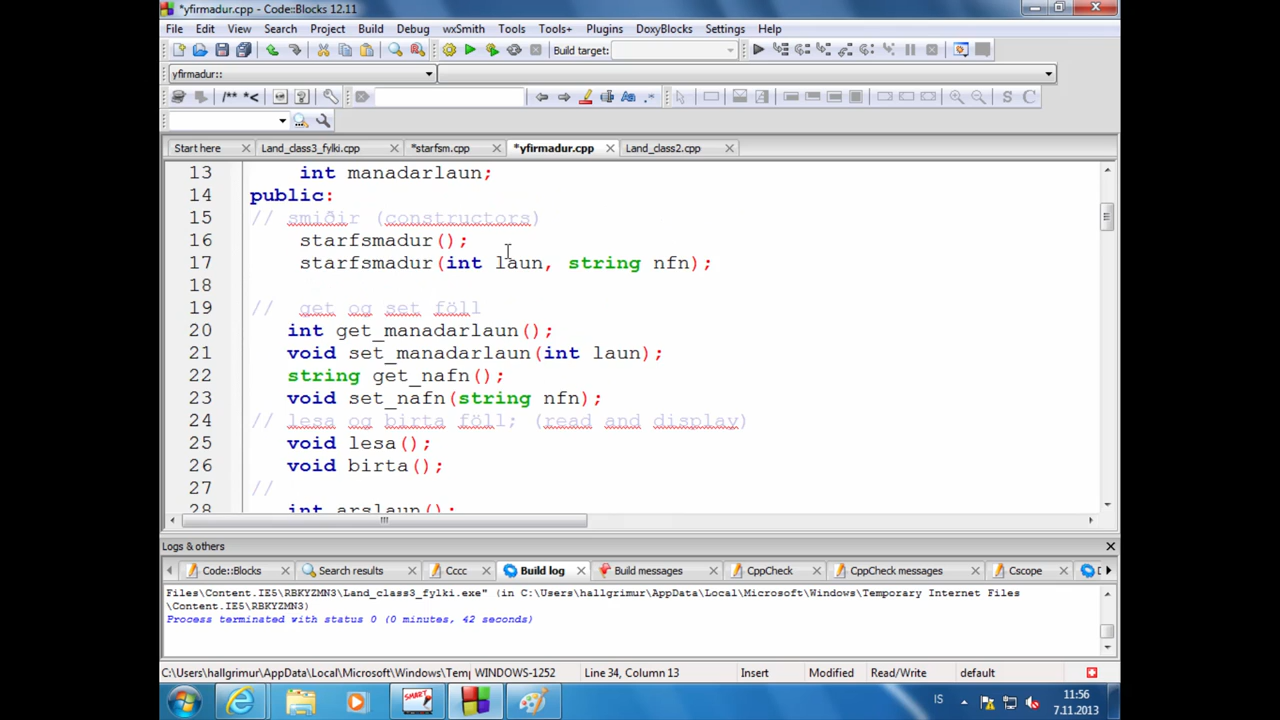 *yfirmadur.cpp - Code::Blocks 12.11
File Edit View Search Project Build Debug wxSmith Tools Tools+ Plugins DoxyBlocks Settings Help
Build target:
yfirmadur::
/** *<
Start here Land_class3_fylki.cpp *starfsm.cpp *yfirmadur.cpp Land_class2.cpp
13 int manadarlaun;
14 public:
15 // smiðir (constructors)
16 starfsmadur();
17 starfsmadur(int laun, string nfn);
18
19 // get og set föll
20 int get_manadarlaun();
21 void set_manadarlaun(int laun);
22 string get_nafn();
23 void set_nafn(string nfn);
24 // lesa og birta föll; (read and display)
25 void lesa();
26 void birta();
27 //
28 int arslaun();
Logs & others
Code::Blocks Search results Cccc Build log Build messages CppCheck CppCheck messages Cscope
Files\Content.IE5\RBKYZMN3\Land_class3_fylki.exe" (in C:\Users\hallgrimur\AppData\Local\Microsoft\Windows\Temporary Internet Files
\Content.IE5\RBKYZMN3)
Process terminated with status 0 (0 minutes, 42 seconds)
C:\Users\hallgrimur\AppData\Local\Microsoft\Windows\Temp WINDOWS-1252 Line 34, Column 13 Insert Modified Read/Write default
SMART IS 11:56
7.11.2013